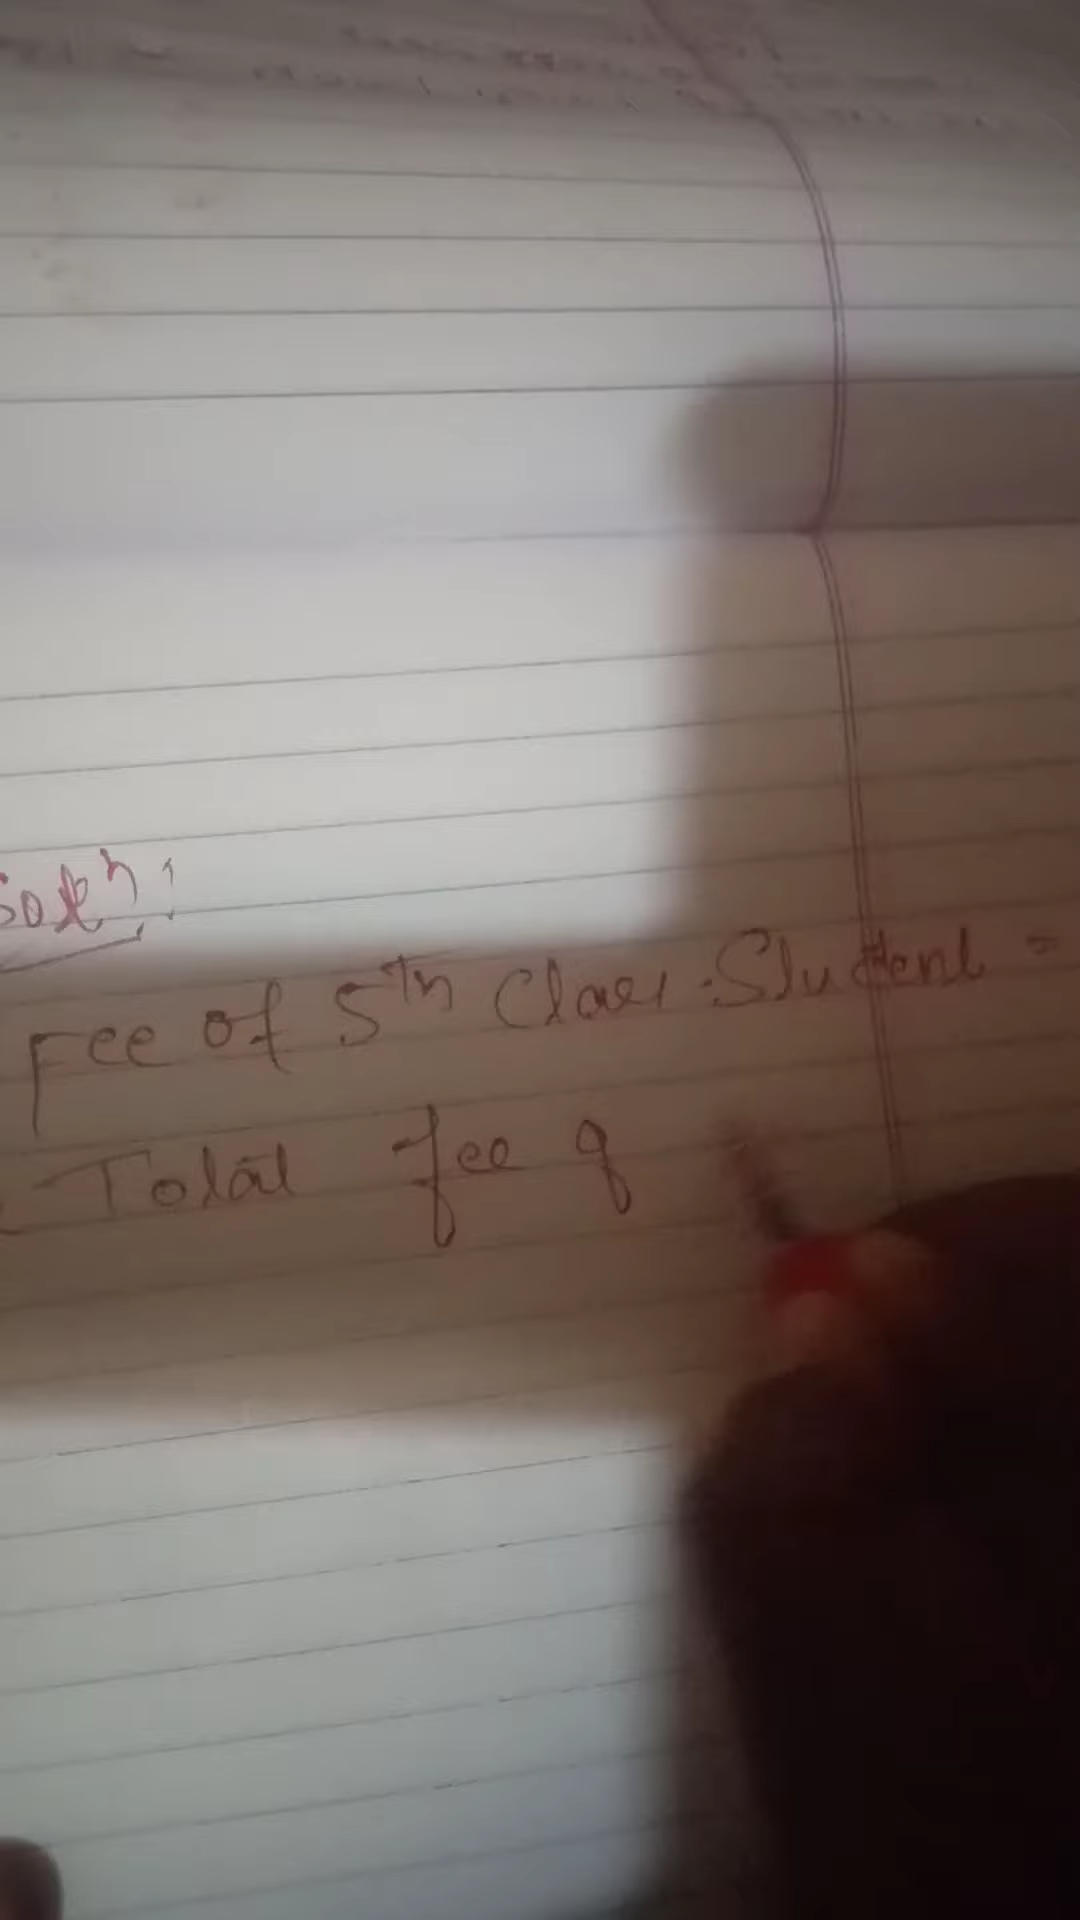 Soln:
Fee of 5th Class Student =
Total fee of